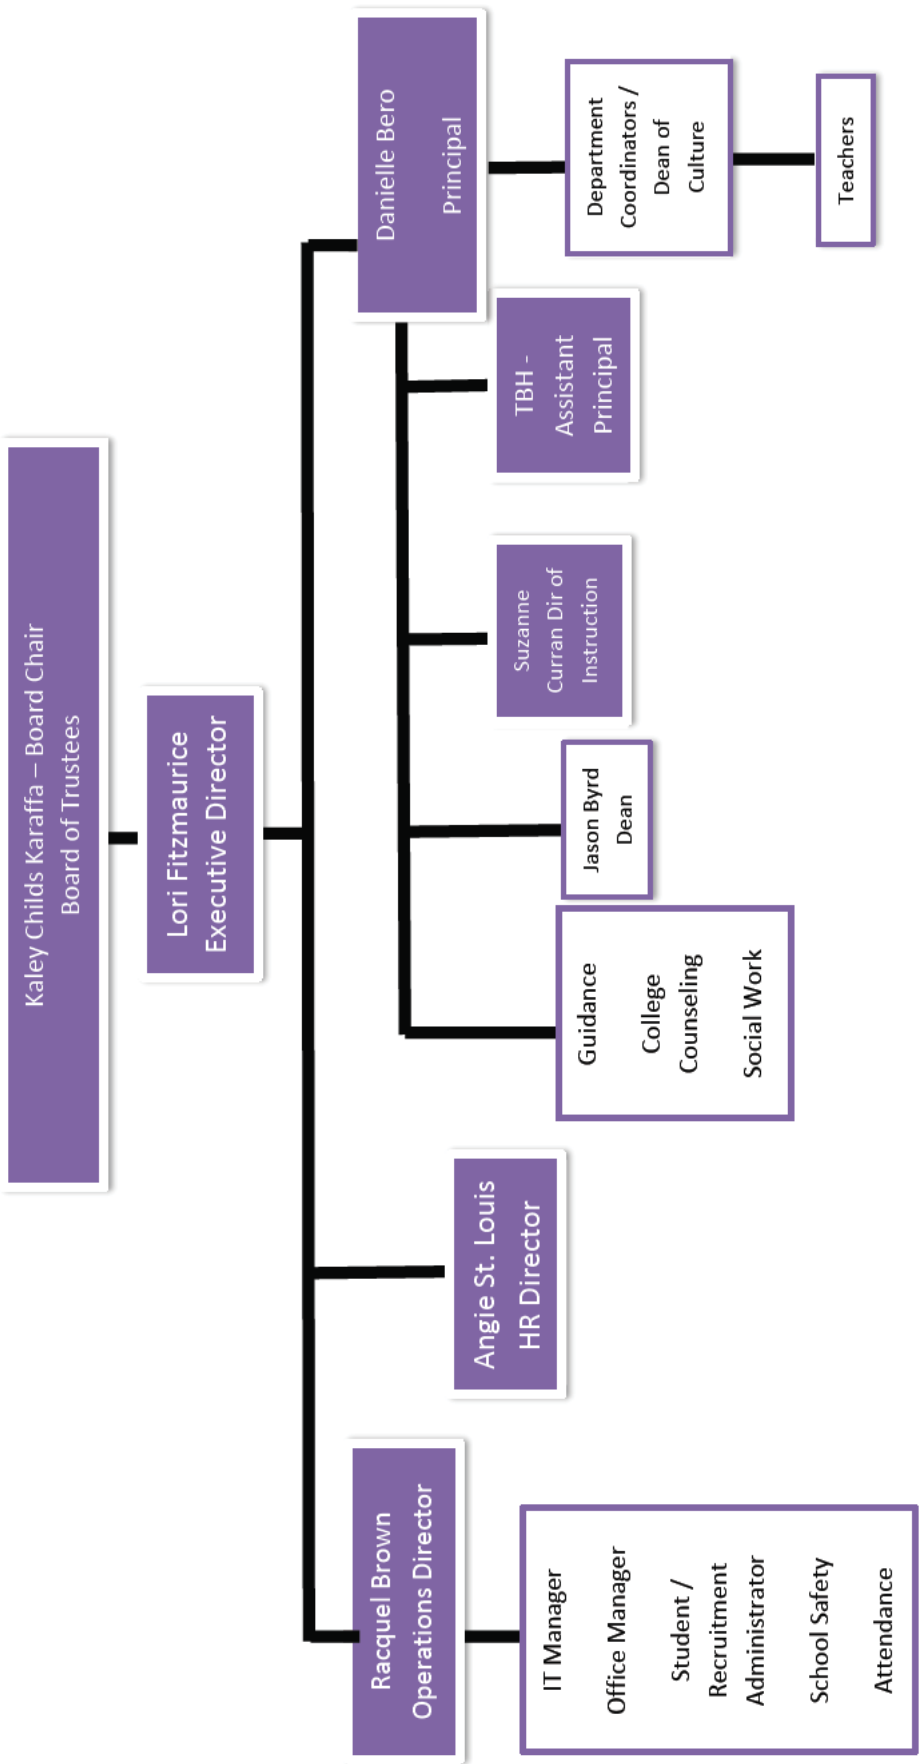 Kaley Childs Karaffa – Board Chair
Board of Trustees
Lori Fitzmaurice
Executive Director
Racquel Brown
Operations Director
IT Manager
Office Manager
Student /
Recruitment
Administrator
School Safety
Attendance
Angie St. Louis
HR Director
Danielle Bero
Principal
Guidance
College
Counseling
Social Work
Jason Byrd
Dean
Suzanne
Curran Dir of
Instruction
TBH -
Assistant
Principal
Department
Coordinators /
Dean of
Culture
Teachers